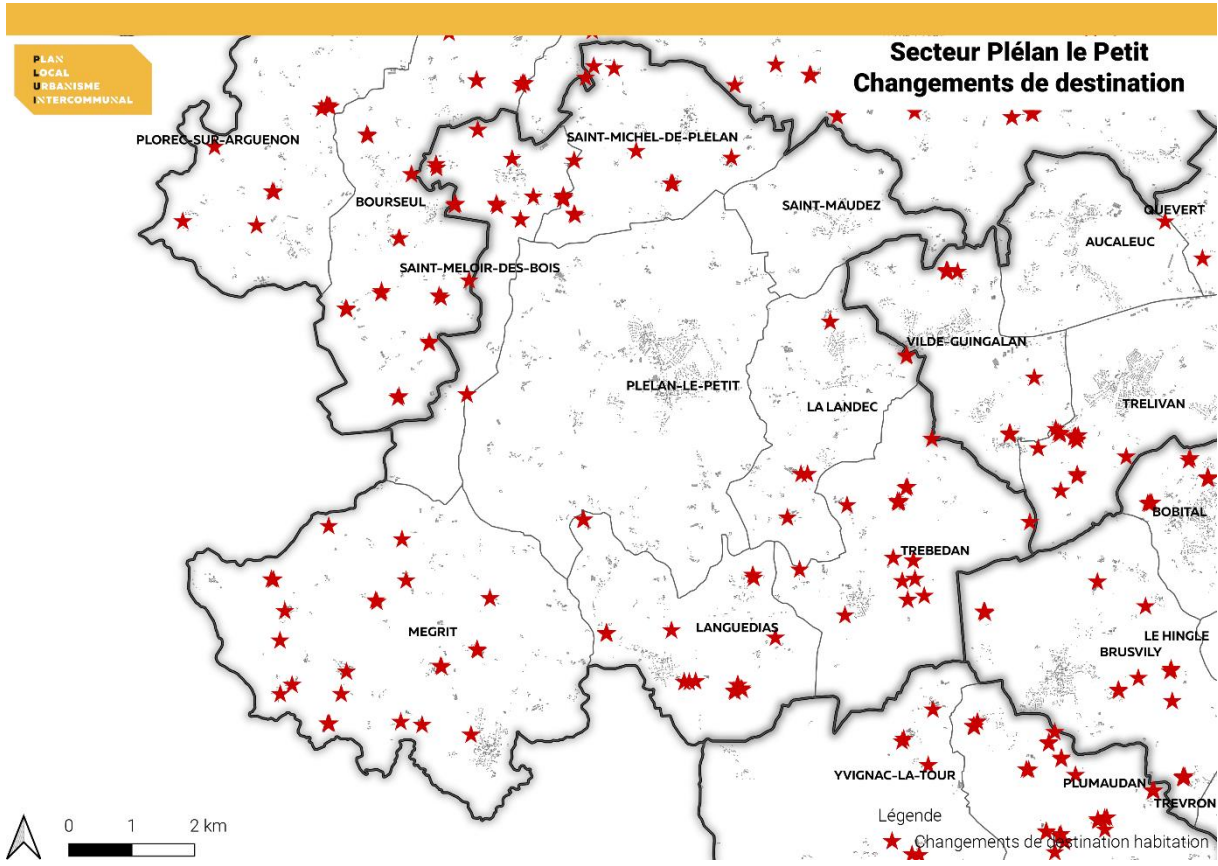 PLAN
LOCAL
URBANISME
INTERCOMMUNAL
Secteur Plélan le Petit
Changements de destination
PLOREC-SUR-ARGUENON
SAINT-MICHEL-DE-PLELAN
BOURSEUL
SAINT-MAUDEZ
QUEVERT
AUCALEUC
SAINT-MELOIR-DES-BOIS
VILDE-GUINGALAN
PLELAN-LE-PETIT
LA LANDEC
TRELIVAN
BOBITAL
TREBEDAN
MEGRIT
LANGUEDIAS
LE HINGLE
BRUSVILY
YVIGNAC-LA-TOUR
PLUMAUDAN
TREVRON
Légende
Changements de destination habitation
0 1 2 km